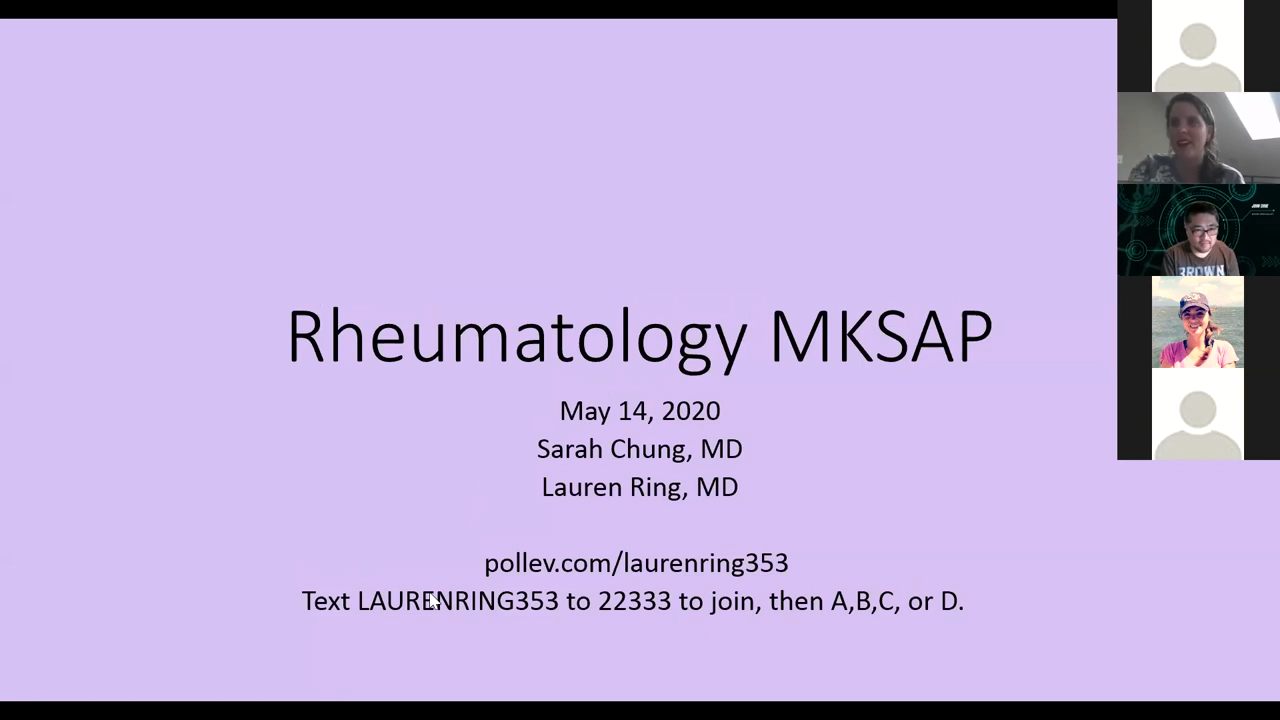 Rheumatology MKSAP
May 14, 2020
Sarah Chung, MD
Lauren Ring, MD
pollev.com/laurenring353
Text LAURENRING353 to 22333 to join, then A,B,C, or D.
BROWN